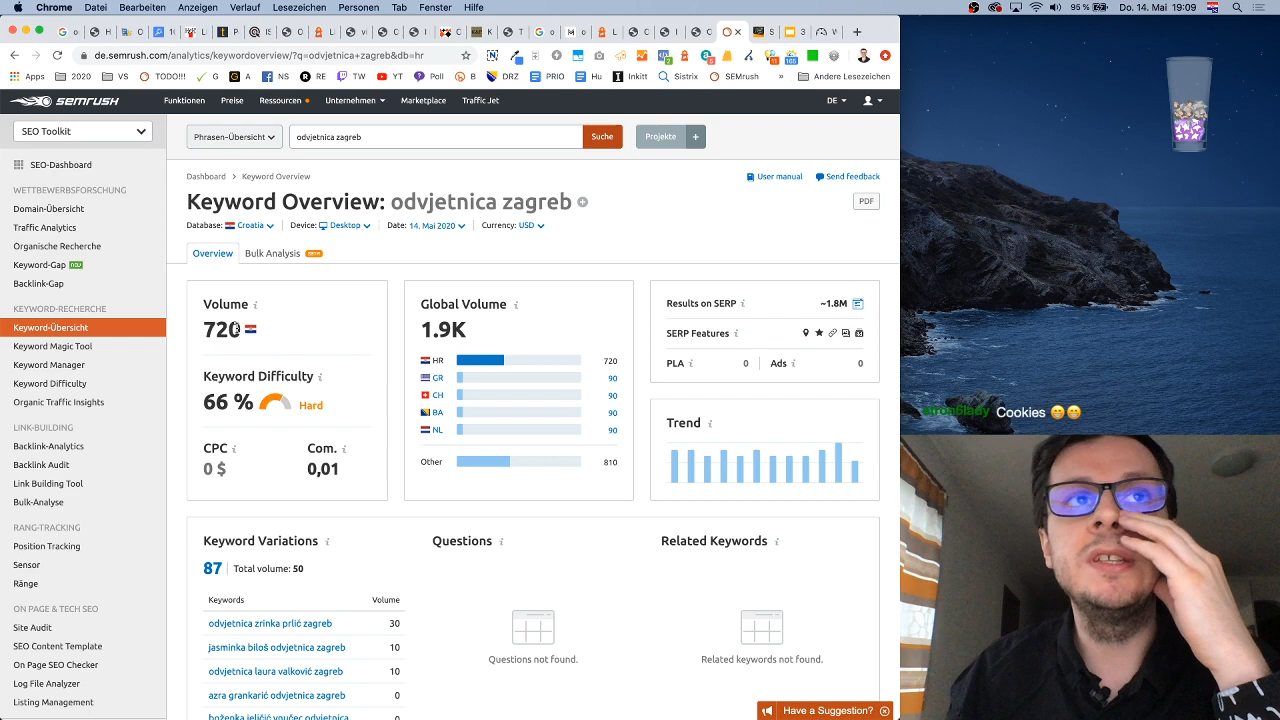 Chrome Datei Bearbeiten Anzeigen Verlauf Lesezeichen Personen Tab Fenster Hilfe 95 % Do. 14. Mai 19:09
de.semrush.com/analytics/keywordoverview/?q=odvjetnica+zagreb&db=hr
Apps 2020 VS TODO!!! G A NS RE TW YT Poll B DRZ PRIO Hu Inkitt Sistrix SEMrush » Andere Lesezeichen
SEMRUSH Funktionen Preise Ressourcen Unternehmen Marketplace Traffic Jet DE
SEO Toolkit
Phrasen-Übersicht odvjetnica zagreb Suche Projekte +
SEO-Dashboard
WETTBEWERBSFORSCHUNG
Domain-Übersicht
Traffic Analytics
Organische Recherche
Keyword-Gap NEU
Backlink-Gap
KEYWORD-RECHERCHE
Keyword-Übersicht
Keyword Magic Tool
Keyword Manager
Keyword Difficulty
Organic Traffic Insights
LINK-BUILDING
Backlink-Analytics
Backlink Audit
Link Building Tool
Bulk-Analyse
RANG-TRACKING
Position Tracking
Sensor
Ränge
ON PAGE & TECH SEO
Site Audit
SEO Content Template
On Page SEO Checker
Log File Analyzer
Listing Management
Dashboard > Keyword Overview
User manual Send feedback
Keyword Overview: odvjetnica zagreb
PDF
Database: Croatia Device: Desktop Date: 14. Mai 2020 Currency: USD
Overview Bulk Analysis BETA
Volume
720
Keyword Difficulty
66 % Hard
CPC Com.
0 $ 0,01
Global Volume
1.9K
HR 720
GR 90
CH 90
BA 90
NL 90
Other 810
Results on SERP ~1.8M
SERP Features
PLA 0 Ads 0
Trend
Keyword Variations
87 Total volume: 50
Keywords Volume
odvjetnica zrinka prlić zagreb 30
jasminka biloš odvjetnica zagreb 10
odvjetnica laura valković zagreb 10
azra grankarić odvjetnica zagreb 0
Questions
Questions not found.
Related Keywords
Related keywords not found.
Have a Suggestion?
Cookies 😁😁